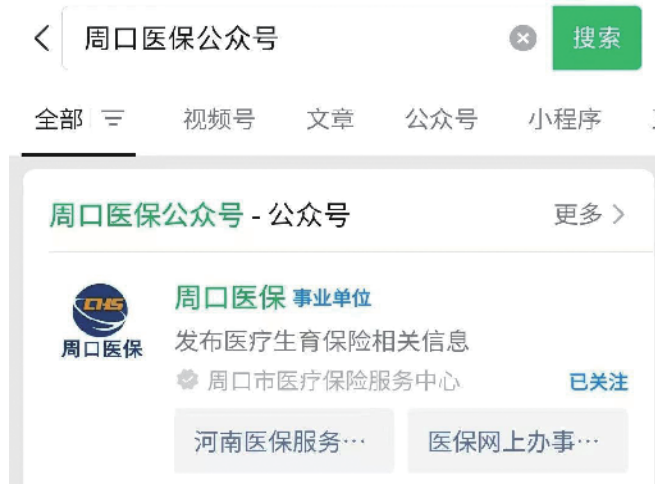 周口医保公众号 搜索
全部 视频号 文章 公众号 小程序
周口医保公众号 - 公众号 更多
CHS
周口医保
周口医保 事业单位
发布医疗生育保险相关信息
周口市医疗保险服务中心 已关注
河南医保服务… 医保网上办事…